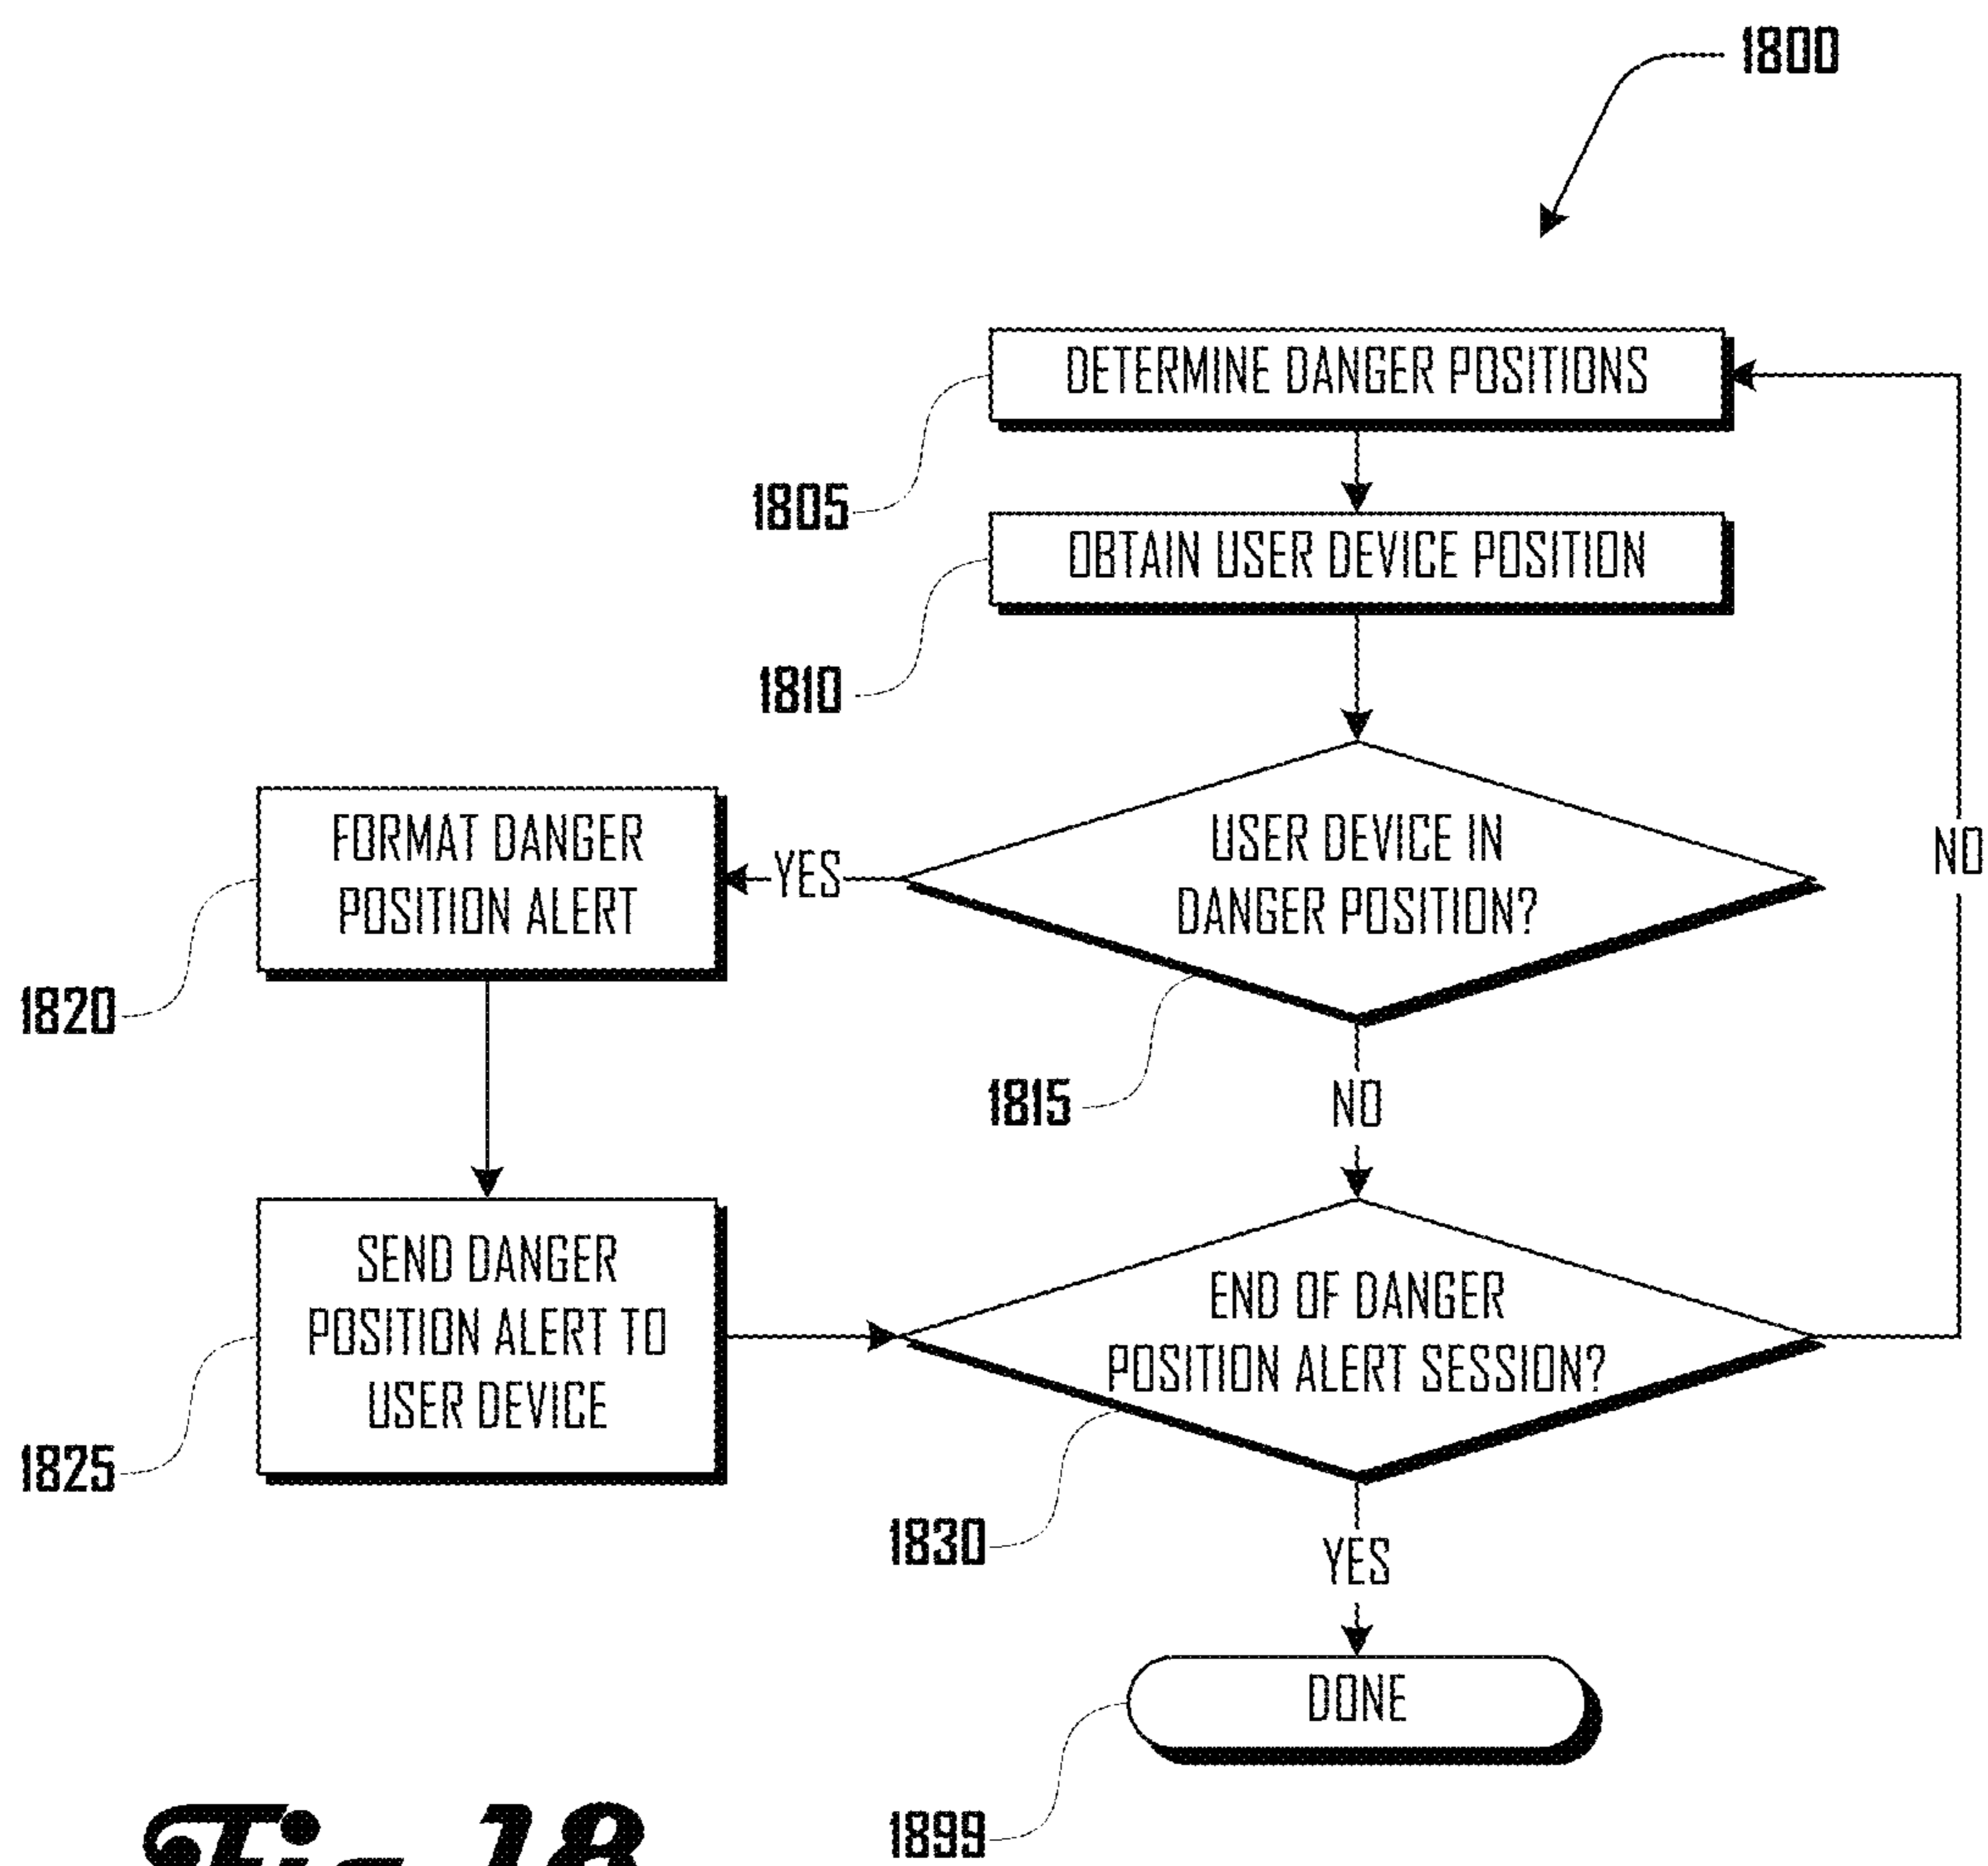 1800
DETERMINE DANGER POSITIONS
1805
OBTAIN USER DEVICE POSITION
1810
USER DEVICE IN
DANGER POSITION?
YES
FORMAT DANGER
POSITION ALERT
1820
1815
NO
NO
SEND DANGER
POSITION ALERT TO
USER DEVICE
1825
END OF DANGER
POSITION ALERT SESSION?
1830
YES
DONE
1899
Fig.18